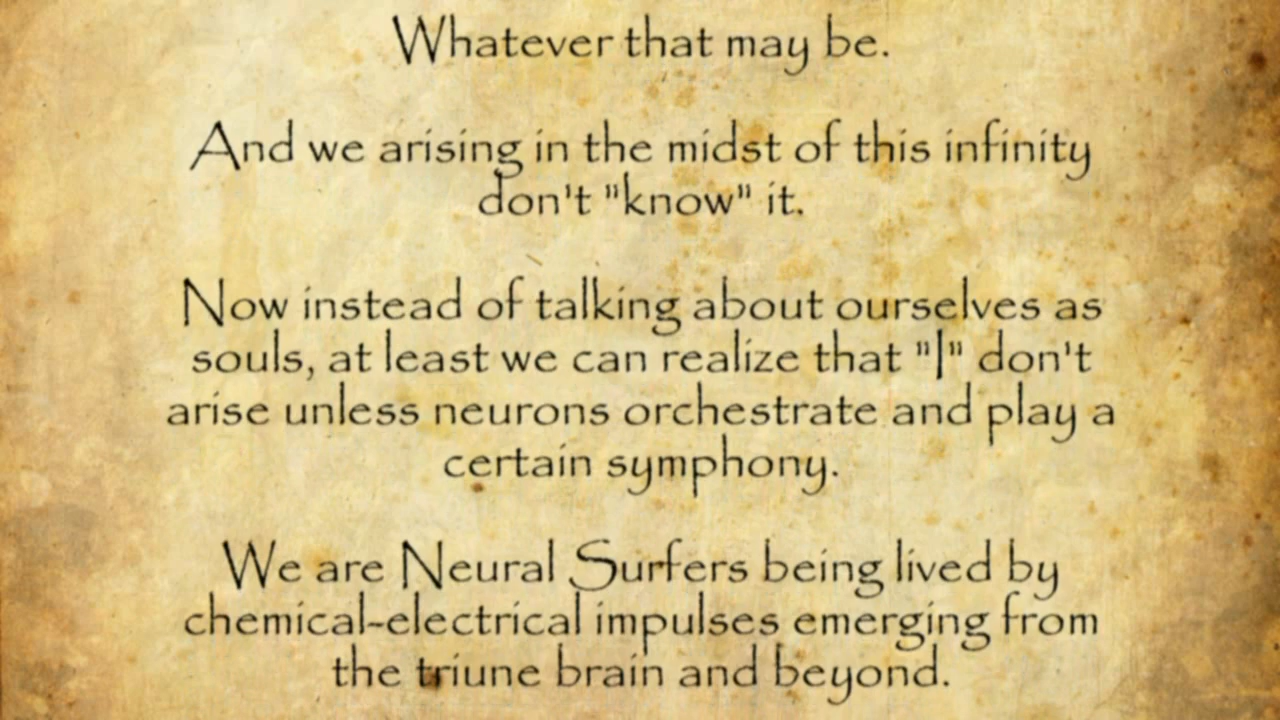 Whatever that may be.
And we arising in the midst of this infinity
don't "know" it.
Now instead of talking about ourselves as
souls, at least we can realize that "I" don't
arise unless neurons orchestrate and play a
certain symphony.
We are Neural Surfers being lived by
chemical-electrical impulses emerging from
the triune brain and beyond.